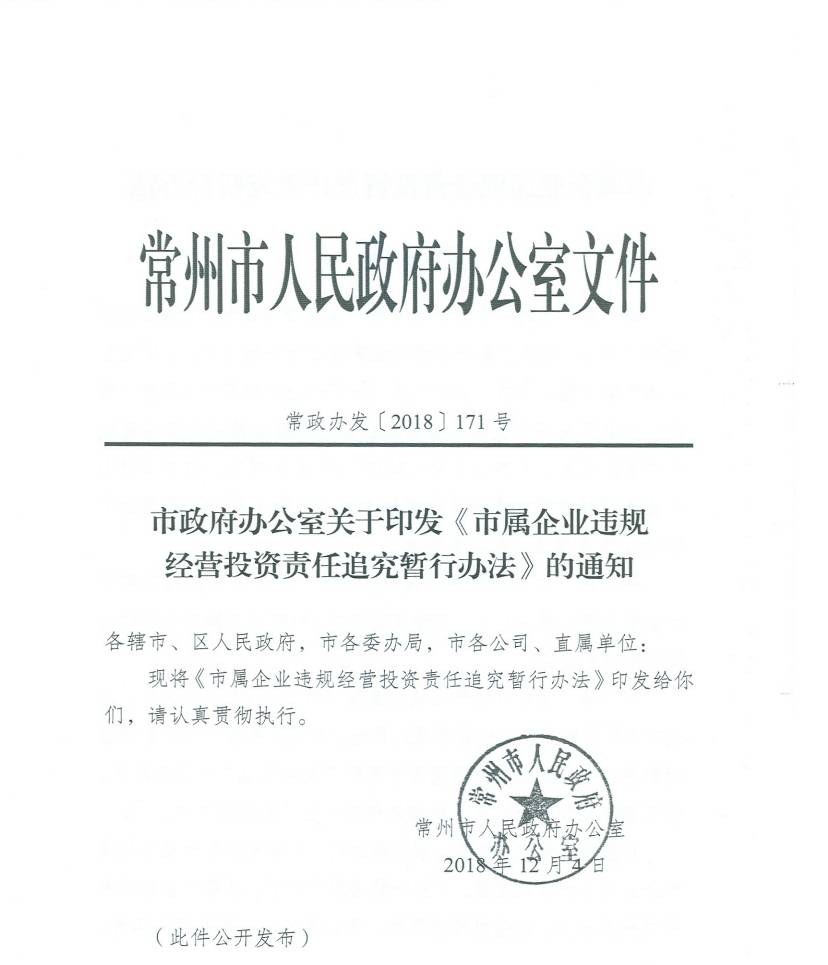 常州市人民政府办公室文件
常政办发〔2018〕171号
市政府办公室关于印发《市属企业违规
经营投资责任追究暂行办法》的通知
各辖市、区人民政府，市各委办局，市各公司、直属单位：
现将《市属企业违规经营投资责任追究暂行办法》印发给你
们，请认真贯彻执行。
常州市人民政府
办公室
常州市人民政府办公室
2018年12月4日
（此件公开发布）